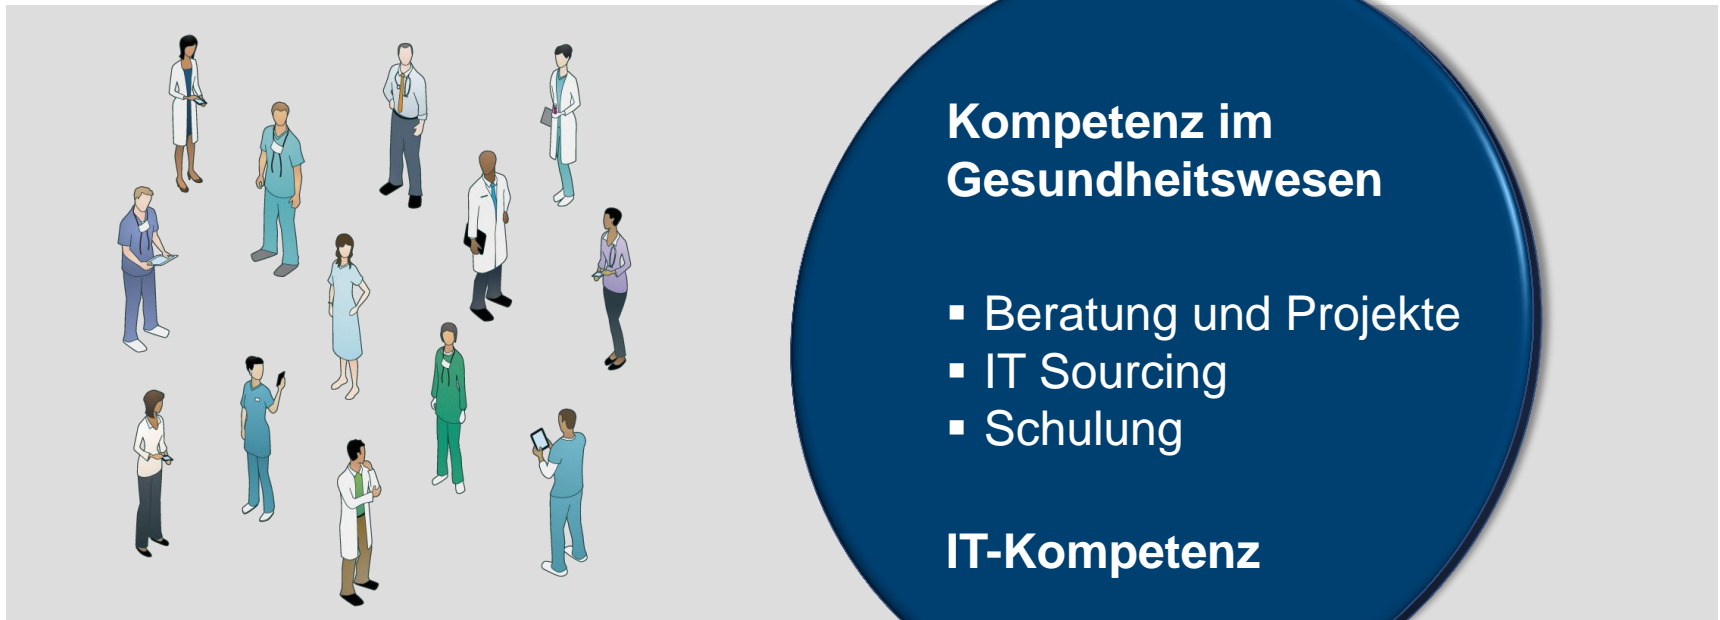 Kompetenz im
Gesundheitswesen
▪ Beratung und Projekte
▪ IT Sourcing
▪ Schulung
IT-Kompetenz